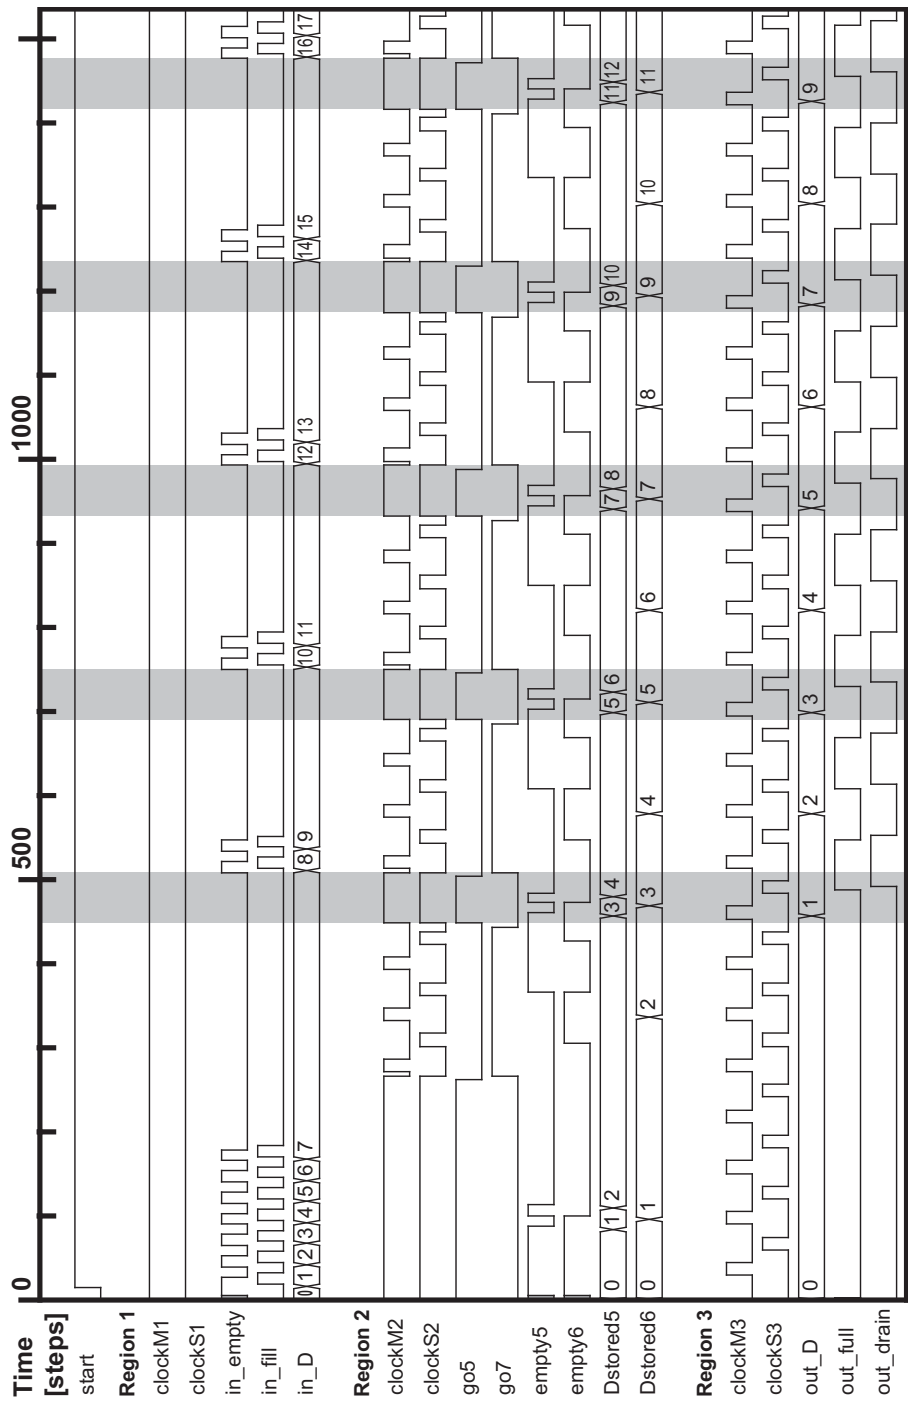 Time
[steps]
0
500
1000
start
Region 1
clockM1
clockS1
in_empty
in_fill
in_D
0 1 2 3 4 5 6 7 8 9 10 11 12 13 14 15 16 17
Region 2
clockM2
clockS2
go5
go7
empty5
empty6
Dstored5
0 1 2 3 4 5 6 7 8 9 10 11 12
Dstored6
0 1 2 3 4 5 6 7 8 9 10 11
Region 3
clockM3
clockS3
out_D
0 1 2 3 4 5 6 7 8 9
out_full
out_drain